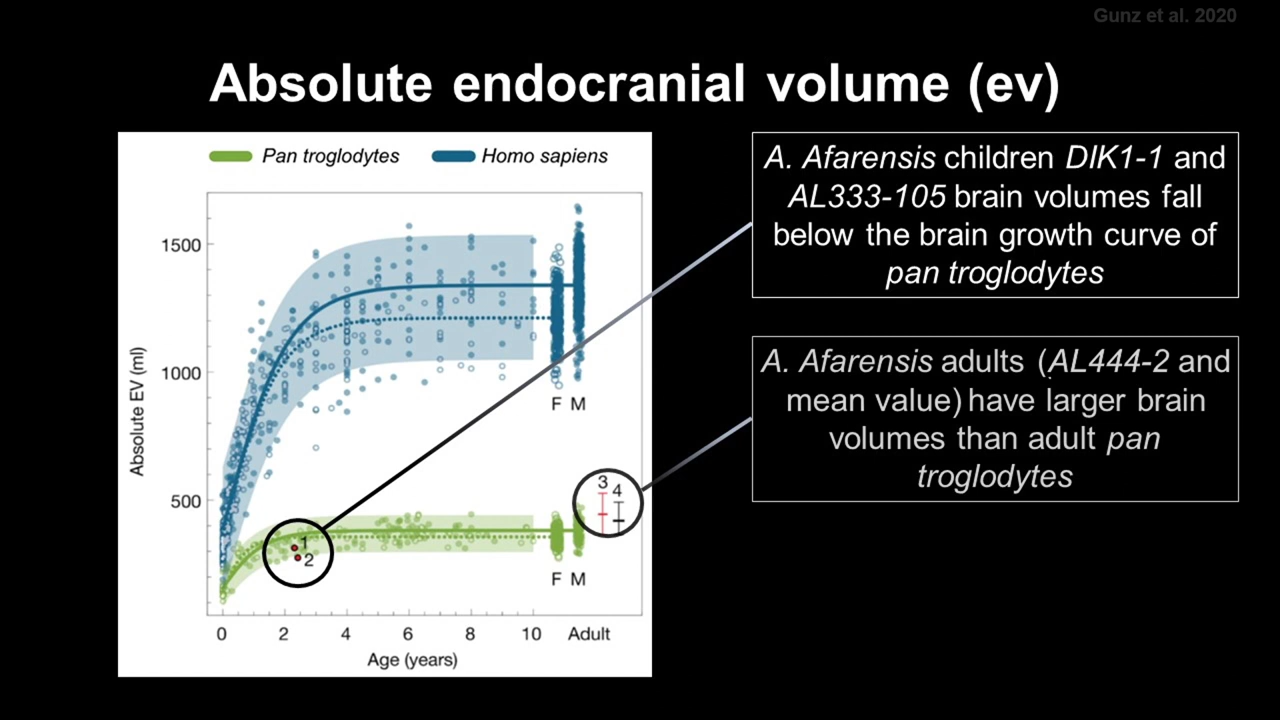 Gunz et al. 2020
Absolute endocranial volume (ev)
Pan troglodytes Homo sapiens
1500
1000
500
Absolute EV (ml)
F M
3 4
1
2
F M
0 2 4 6 8 10 Adult
Age (years)
A. Afarensis children DIK1-1 and
AL333-105 brain volumes fall
below the brain growth curve of
pan troglodytes
A. Afarensis adults (AL444-2 and
mean value) have larger brain
volumes than adult pan
troglodytes